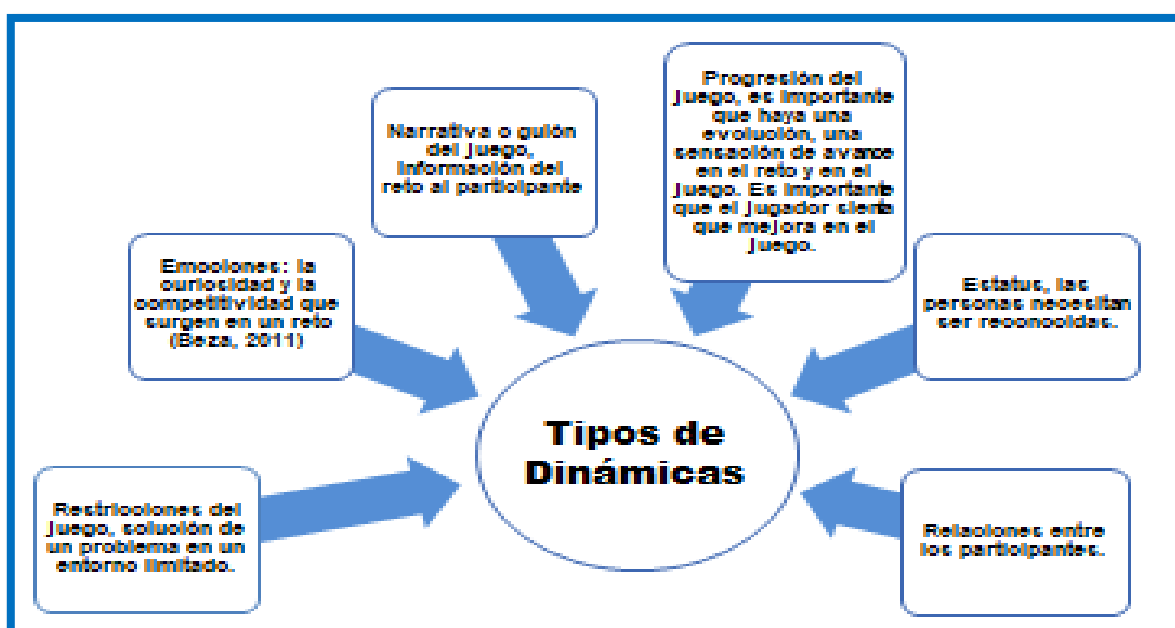 Restricciones del
juego, solución de
un problema en un
entorno limitado.
Emociones: la
curiosidad y la
competitividad que
surgen en un reto
(Beza, 2011)
Narrativa o guión
del juego,
información del
reto al participante
Progresión del
juego, es importante
que haya una
evolución, una
sensación de avance
en el reto y en el
juego. Es importante
que el jugador sienta
que mejora en el
juego.
Estatus, las
personas necesitan
ser reconocidas.
Relaciones entre
los participantes.
Tipos de
Dinámicas